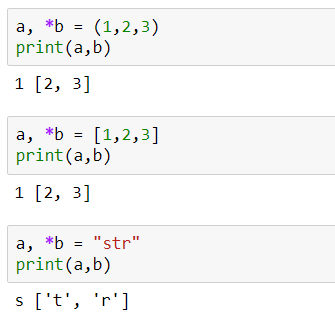 a, *b = (1,2,3)
print(a,b)
1 [2, 3]
a, *b = [1,2,3]
print(a,b)
1 [2, 3]
a, *b = "str"
print(a,b)
s ['t', 'r']